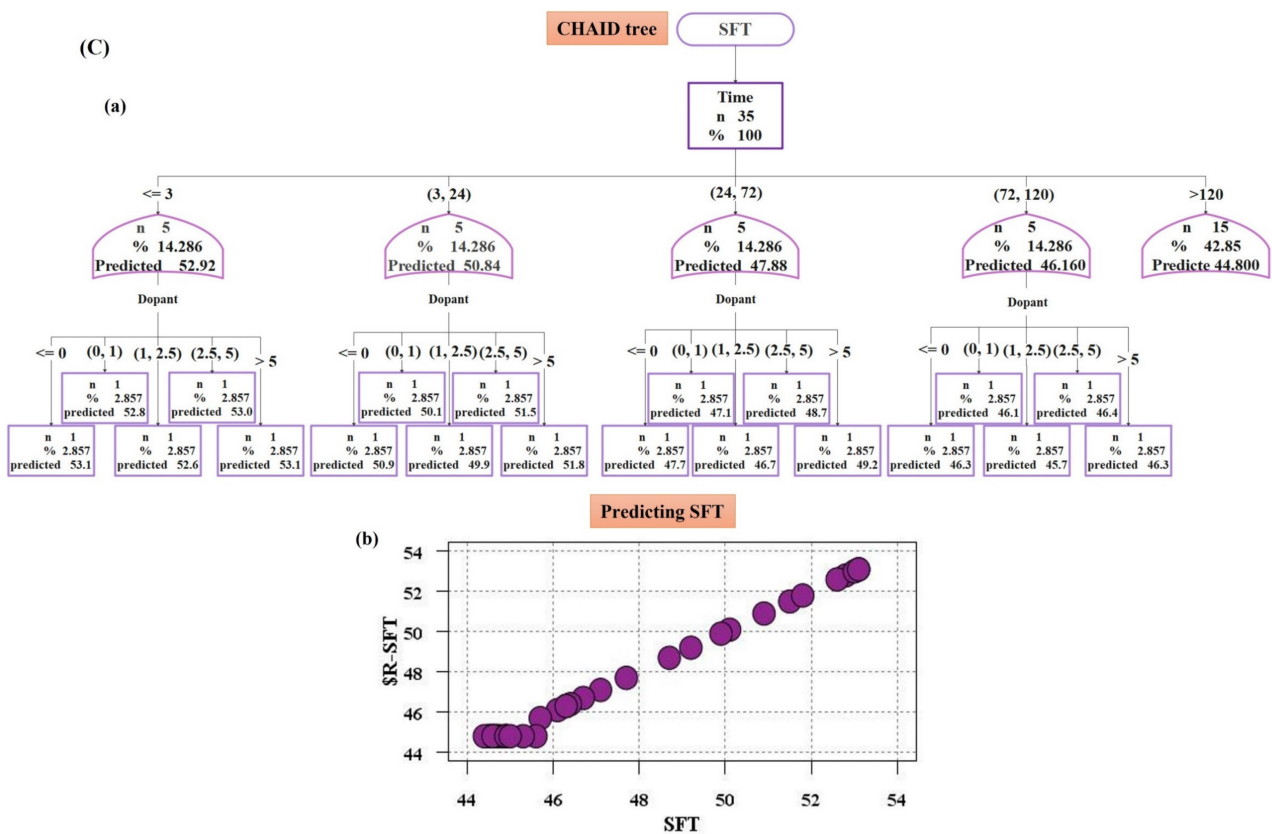 CHAID tree
SFT
(C)
(a)
Time
n 35
% 100
<= 3
(3, 24)
(24, 72)
(72, 120)
>120
n 5
% 14.286
Predicted 52.92
n 5
% 14.286
Predicted 50.84
n 5
% 14.286
Predicted 47.88
n 5
% 14.286
Predicted 46.160
n 15
% 42.85
Predicte 44.800
Dopant
Dopant
Dopant
Dopant
<= 0
(0, 1)
(1, 2.5)
(2.5, 5)
> 5
<= 0
(0, 1)
(1, 2.5)
(2.5, 5)
> 5
<= 0
(0, 1)
(1, 2.5)
(2.5, 5)
> 5
<= 0
(0, 1)
(1, 2.5)
(2.5, 5)
> 5
n 1
% 2.857
predicted 52.8
n 1
% 2.857
predicted 53.0
n 1
% 2.857
predicted 50.1
n 1
% 2.857
predicted 51.5
n 1
% 2.857
predicted 47.1
n 1
% 2.857
predicted 48.7
n 1
% 2.857
predicted 46.1
n 1
% 2.857
predicted 46.4
n 1
% 2.857
predicted 53.1
n 1
% 2.857
predicted 52.6
n 1
% 2.857
predicted 53.1
n 1
% 2.857
predicted 50.9
n 1
% 2.857
predicted 49.9
n 1
% 2.857
predicted 51.8
n 1
% 2.857
predicted 47.7
n 1
% 2.857
predicted 46.7
n 1
% 2.857
predicted 49.2
n 1
% 2.857
predicted 46.3
n 1
% 2.857
predicted 45.7
n 1
% 2.857
predicted 46.3
Predicting SFT
(b)
$R-SFT
54
52
50
48
46
44
44 46 48 50 52 54
SFT